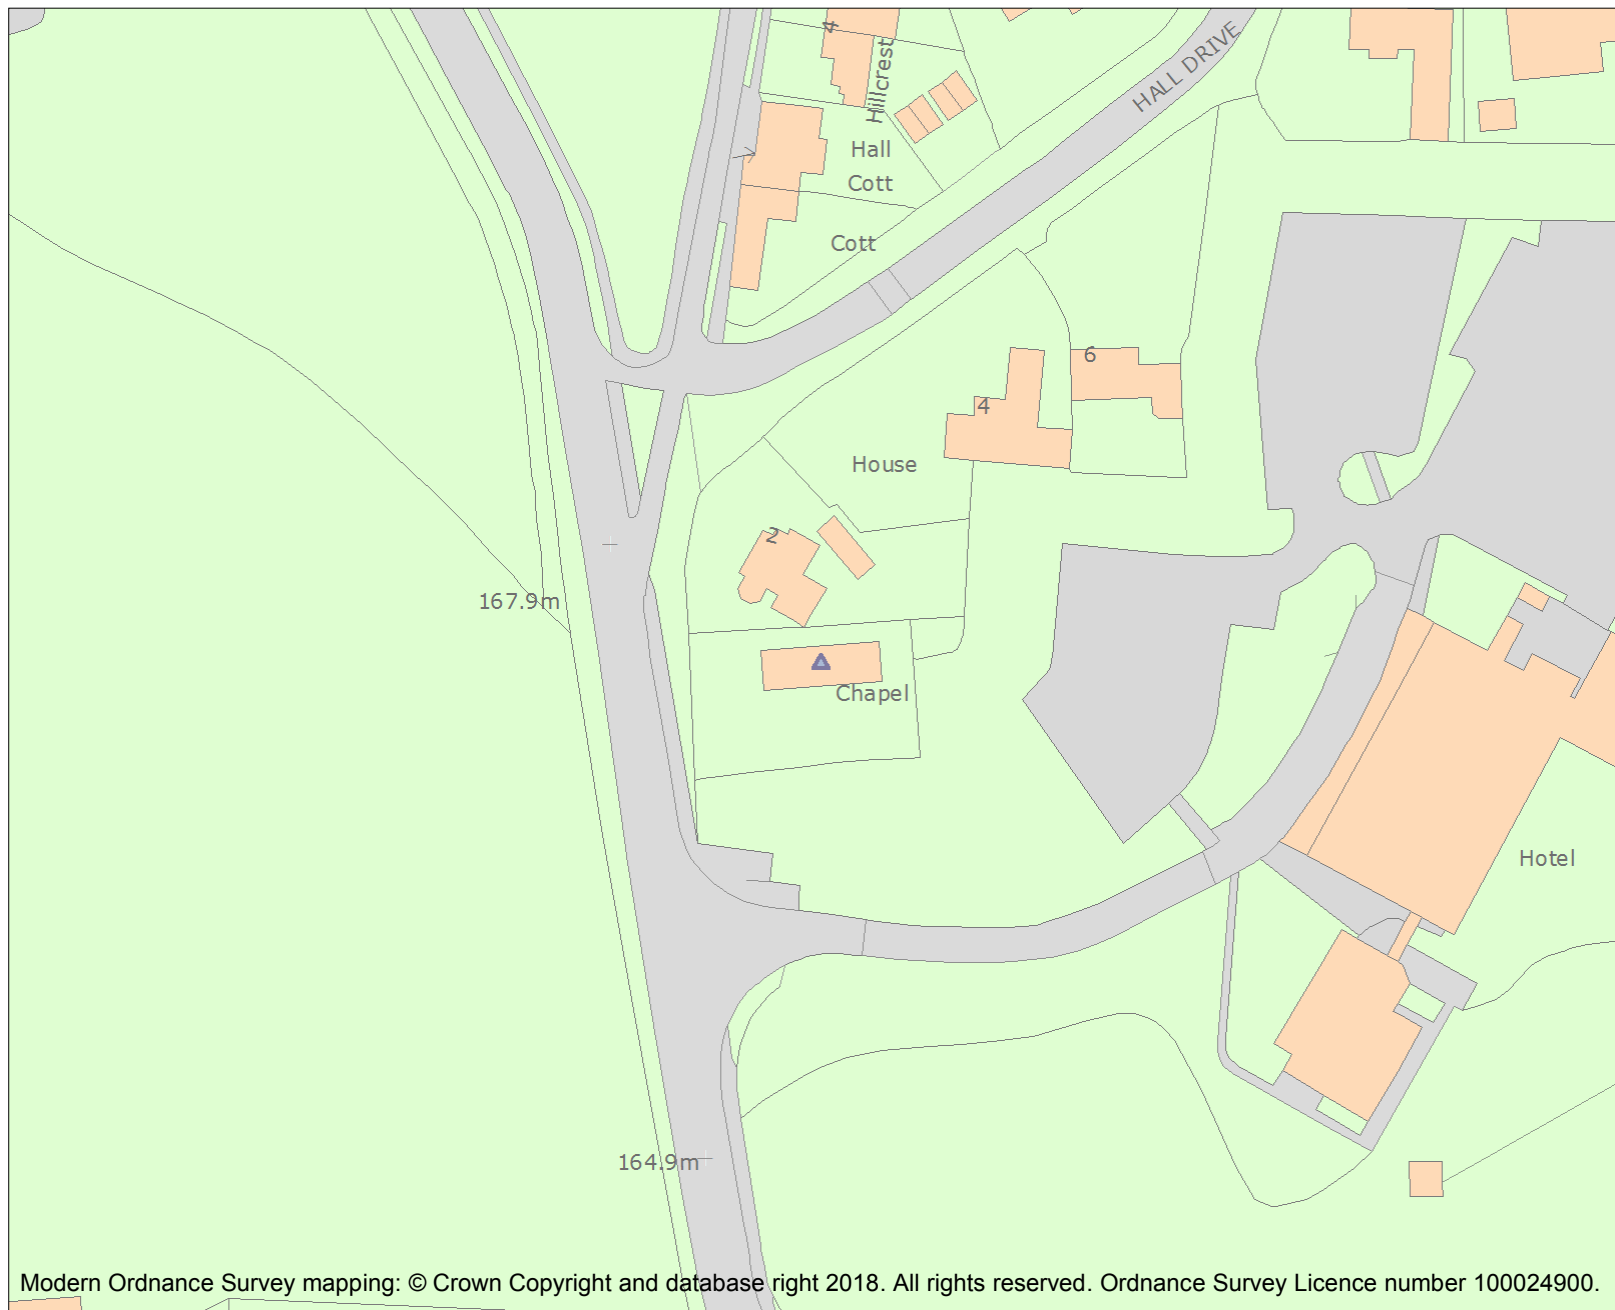 4
Hillcrest
HALL DRIVE
Hall
Cott
Cott
6
4
House
2
167.9m
Chapel
Hotel
164.9m
Modern Ordnance Survey mapping: © Crown Copyright and database right 2018. All rights reserved. Ordnance Survey Licence number 100024900.